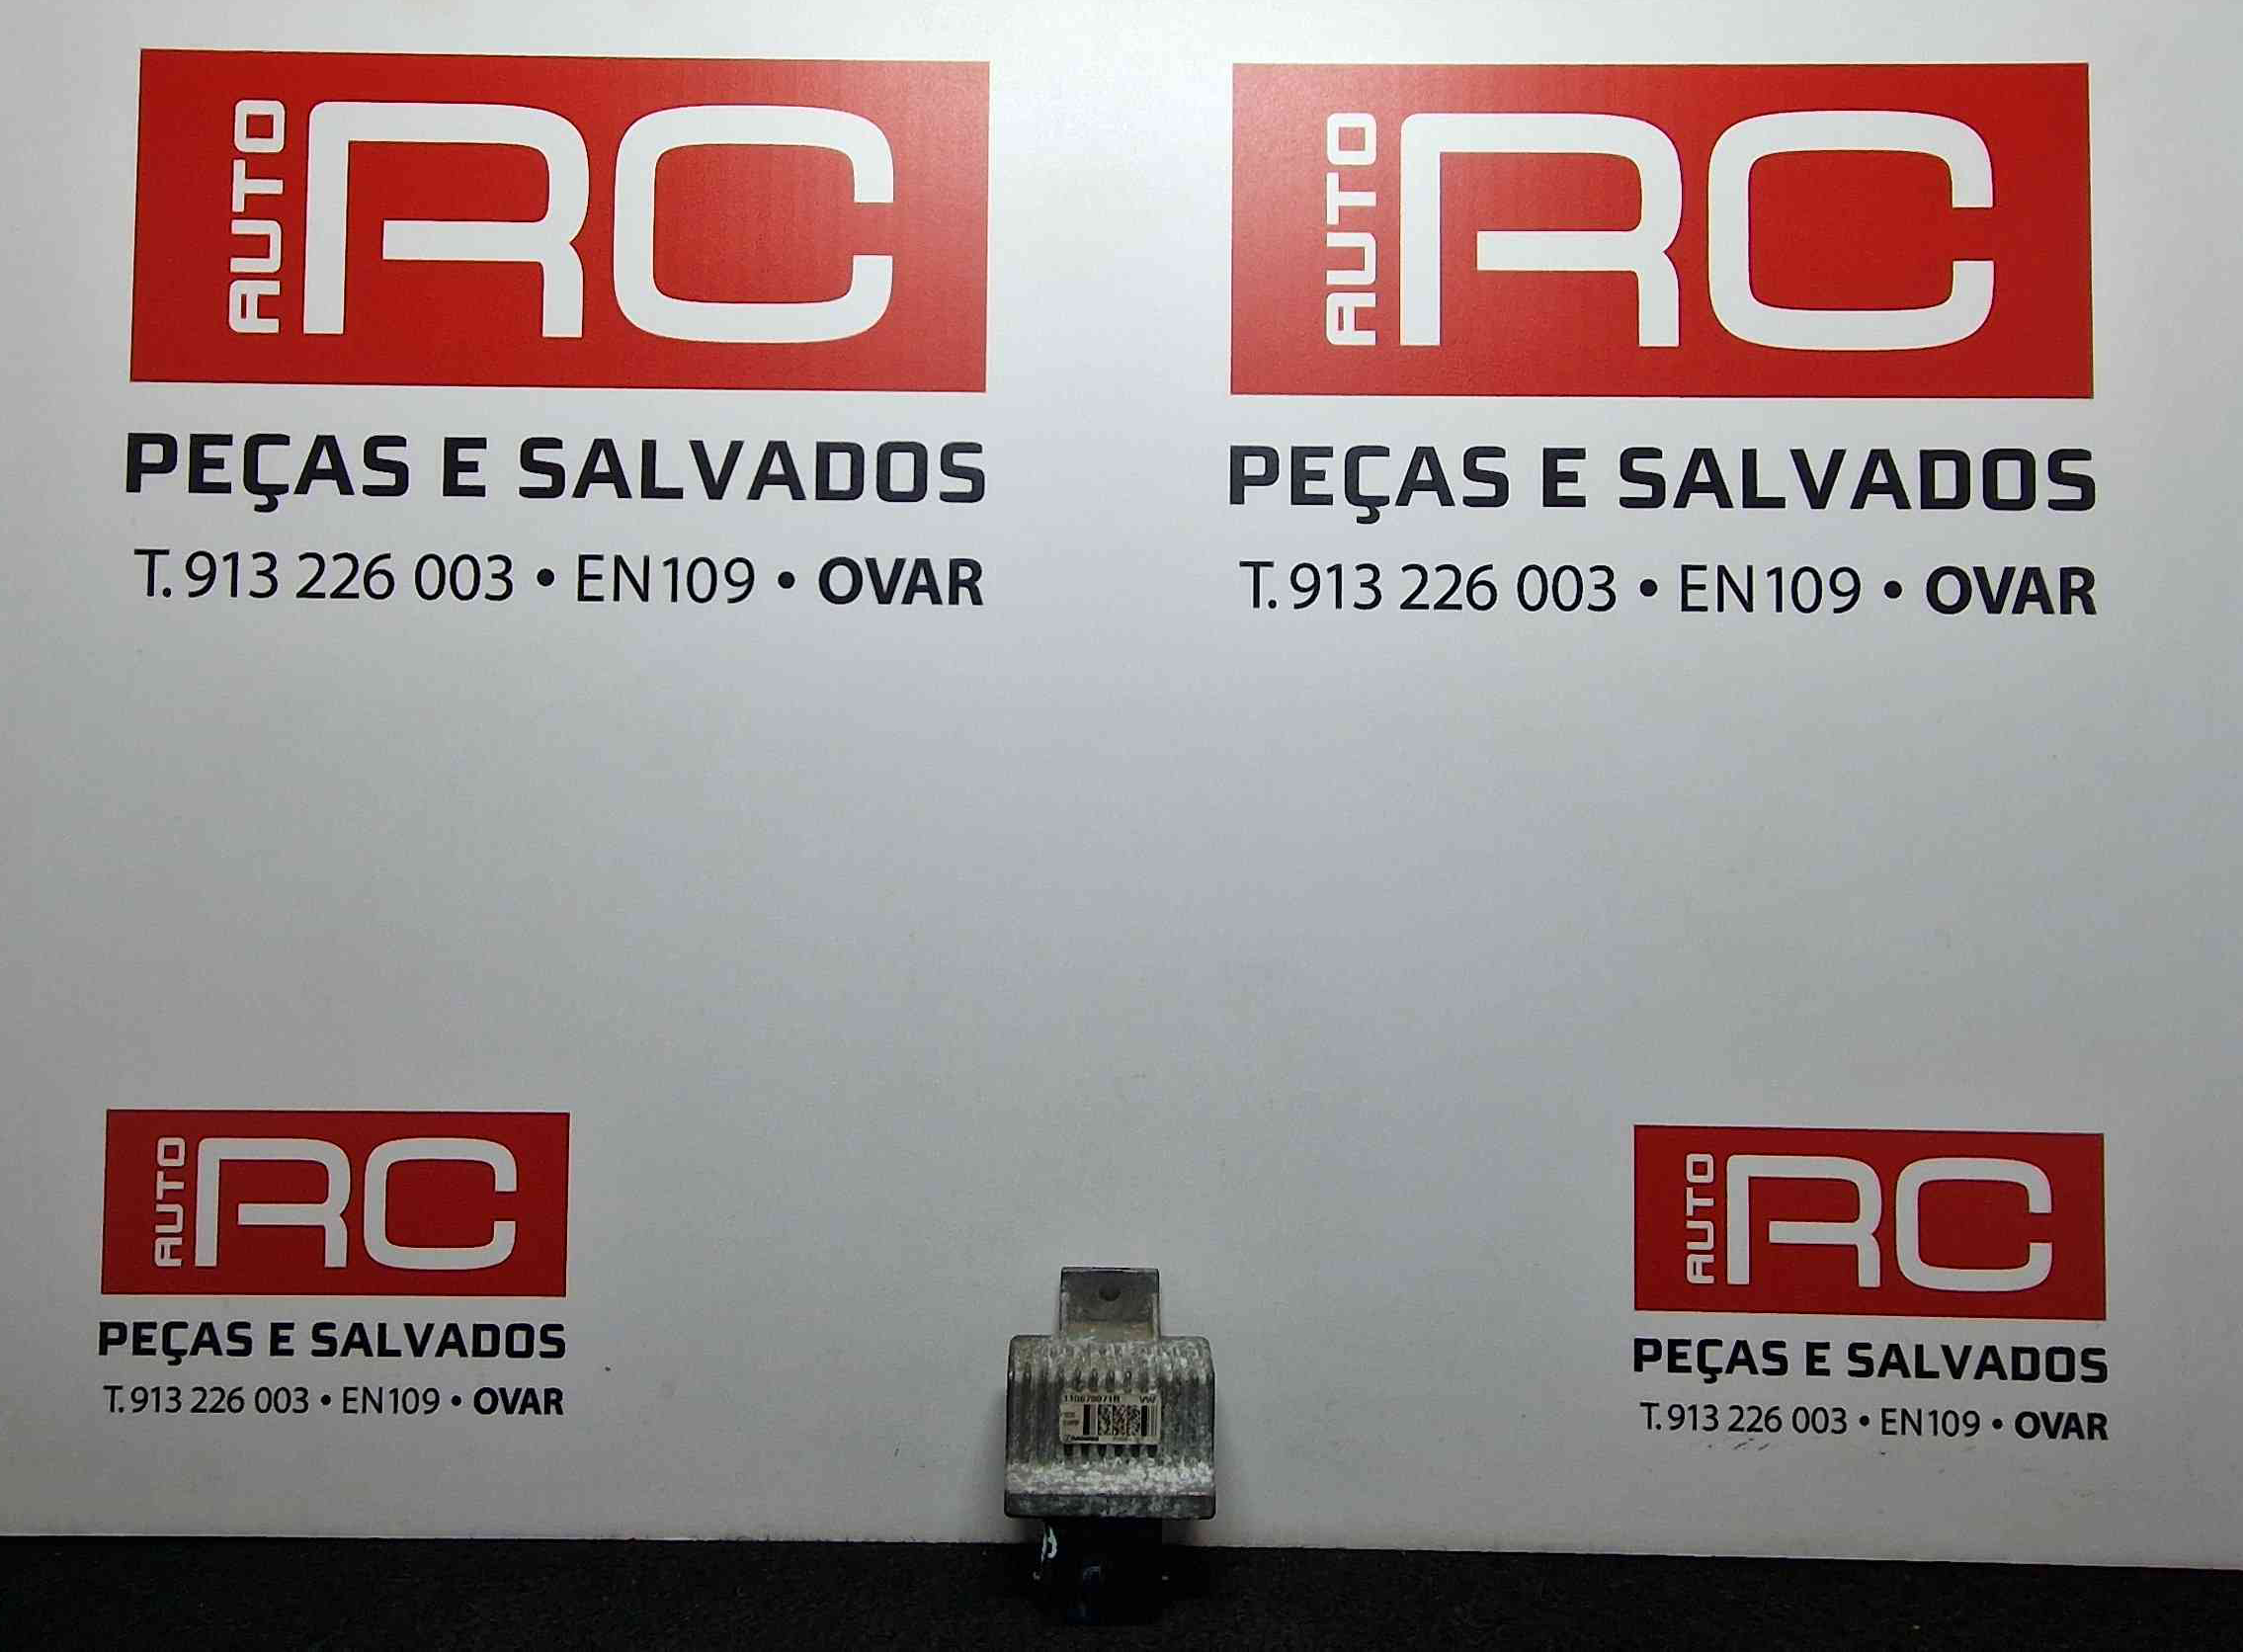 AUTO RC
PEÇAS E SALVADOS
T. 913 226 003 • EN 109 • OVAR
AUTO RC
PEÇAS E SALVADOS
T. 913 226 003 • EN 109 • OVAR
AUTO RC
PEÇAS E SALVADOS
T. 913 226 003 • EN 109 • OVAR
110679071R
AUTO RC
PEÇAS E SALVADOS
T. 913 226 003 • EN 109 • OVAR